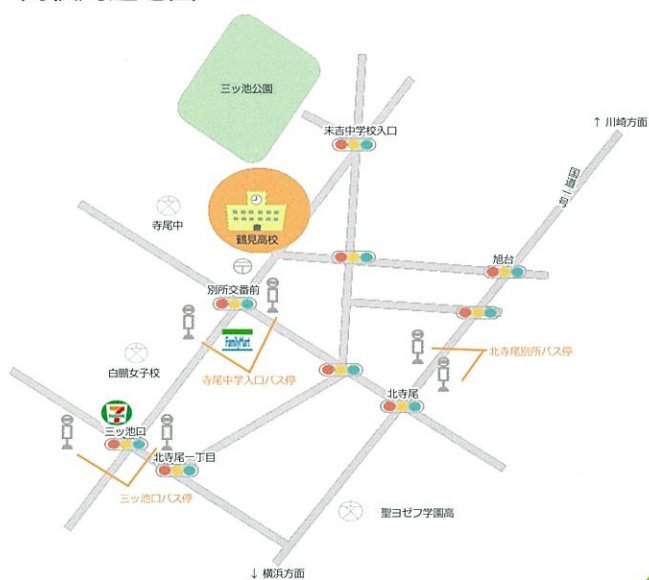 三ッ池公園
末吉中学校入口
↑ 川崎方面
国道一号
寺尾中
鶴見高校
旭台
別所交番前
FamilyMart
北寺尾別所バス停
白鵬女子校
寺尾中学入口バス停
北寺尾
7
三ッ池口
北寺尾一丁目
三ッ池口バス停
聖ヨゼフ学園高
↓ 横浜方面